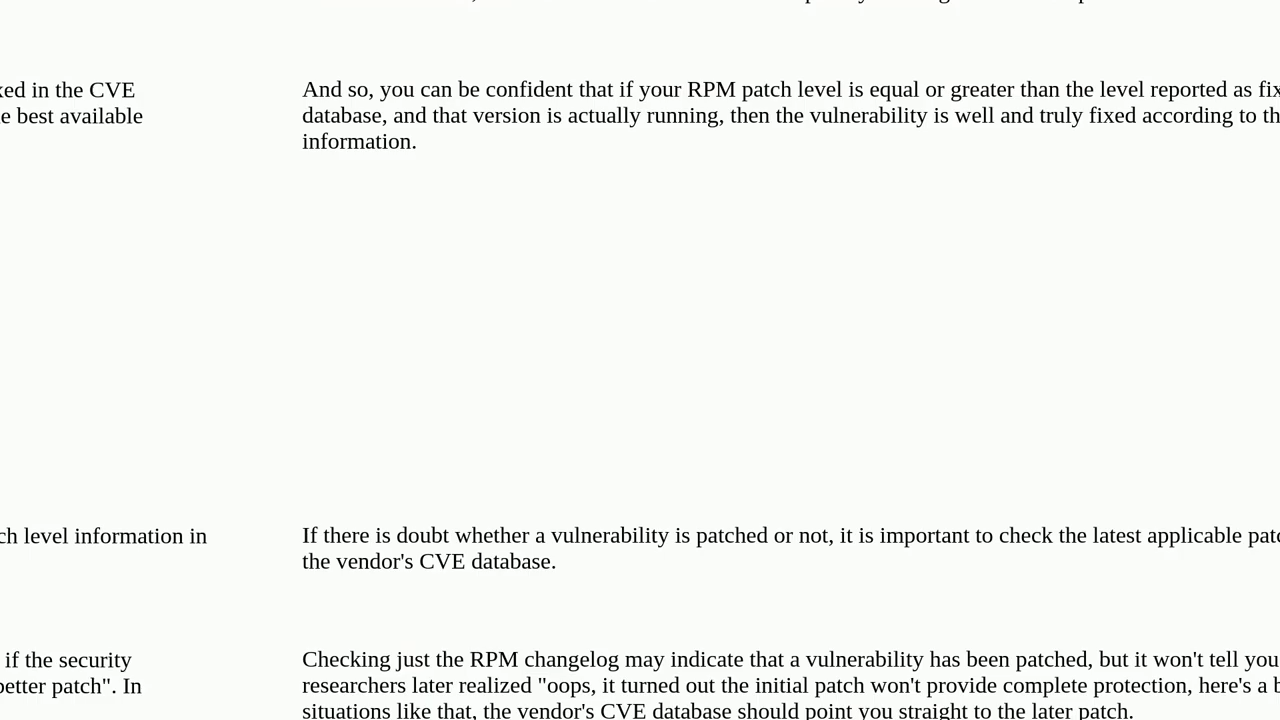 xed in the CVE
e best available
And so, you can be confident that if your RPM patch level is equal or greater than the level reported as fix
database, and that version is actually running, then the vulnerability is well and truly fixed according to th
information.
ch level information in
If there is doubt whether a vulnerability is patched or not, it is important to check the latest applicable patc
the vendor's CVE database.
if the security
better patch". In
Checking just the RPM changelog may indicate that a vulnerability has been patched, but it won't tell you
researchers later realized "oops, it turned out the initial patch won't provide complete protection, here's a b
situations like that, the vendor's CVE database should point you straight to the later patch.